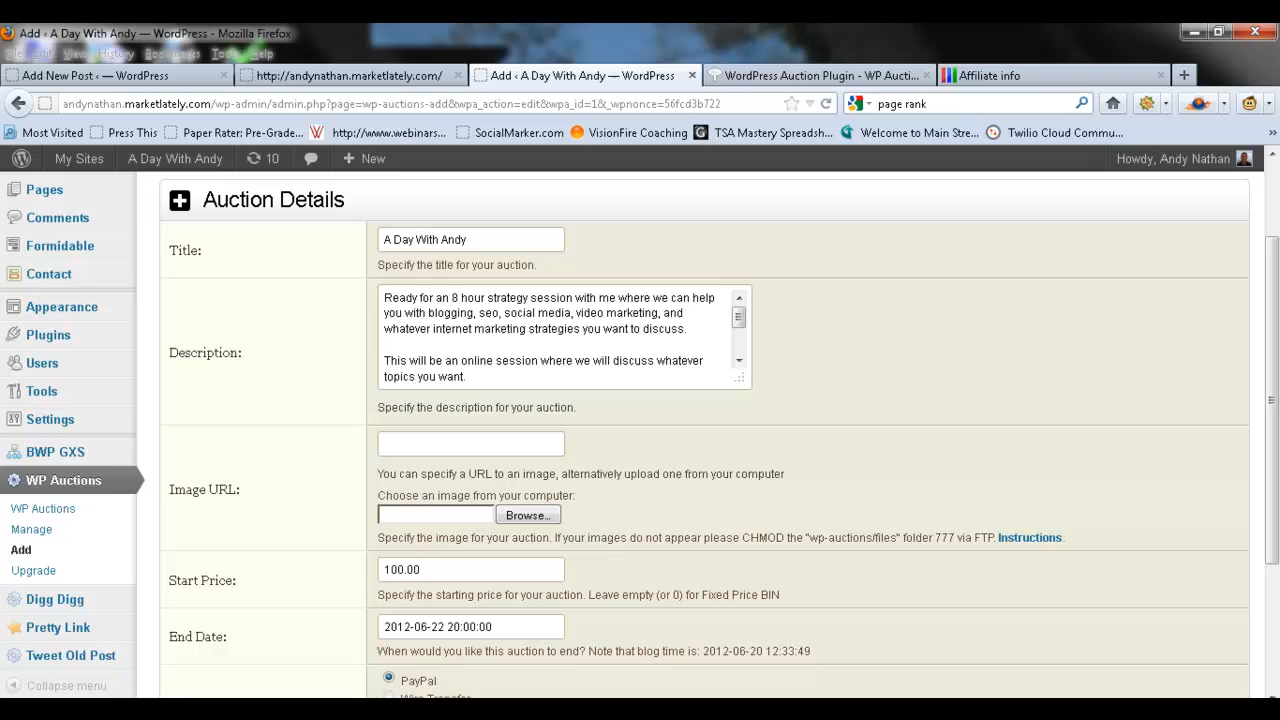 Add ‹ A Day With Andy — WordPress - Mozilla Firefox
File Edit View History Bookmarks Tools Help
Add New Post ‹ — WordPress × http://andynathan.marketlately.com/ × Add ‹ A Day With Andy — WordPress × WordPress Auction Plugin - WP Aucti... × Affiliate info × +
andynathan.marketlately.com/wp-admin/admin.php?page=wp-auctions-add&wpa_action=edit&wpa_id=1&_wpnonce=56fcd3b722 page rank
Most Visited Press This Paper Rater: Pre-Grade... http://www.webinars... SocialMarker.com VisionFire Coaching TSA Mastery Spreadsh... Welcome to Main Stre... Twilio Cloud Commu... »
My Sites A Day With Andy 10 + New Howdy, Andy Nathan
Pages
Comments
Formidable
Contact
Appearance
Plugins
Users
Tools
Settings
BWP GXS
WP Auctions
WP Auctions
Manage
Add
Upgrade
Digg Digg
Pretty Link
Tweet Old Post
Collapse menu
Auction Details
Title:
A Day With Andy
Specify the title for your auction.
Description:
Ready for an 8 hour strategy session with me where we can help
you with blogging, seo, social media, video marketing, and
whatever internet marketing strategies you want to discuss.
This will be an online session where we will discuss whatever
topics you want.
Specify the description for your auction.
Image URL:
You can specify a URL to an image, alternatively upload one from your computer
Choose an image from your computer:
Browse...
Specify the image for your auction. If your images do not appear please CHMOD the "wp-auctions/files" folder 777 via FTP. Instructions.
Start Price:
100.00
Specify the starting price for your auction. Leave empty (or 0) for Fixed Price BIN
End Date:
2012-06-22 20:00:00
When would you like this auction to end? Note that blog time is: 2012-06-20 12:33:49
PayPal
Wire Transfer